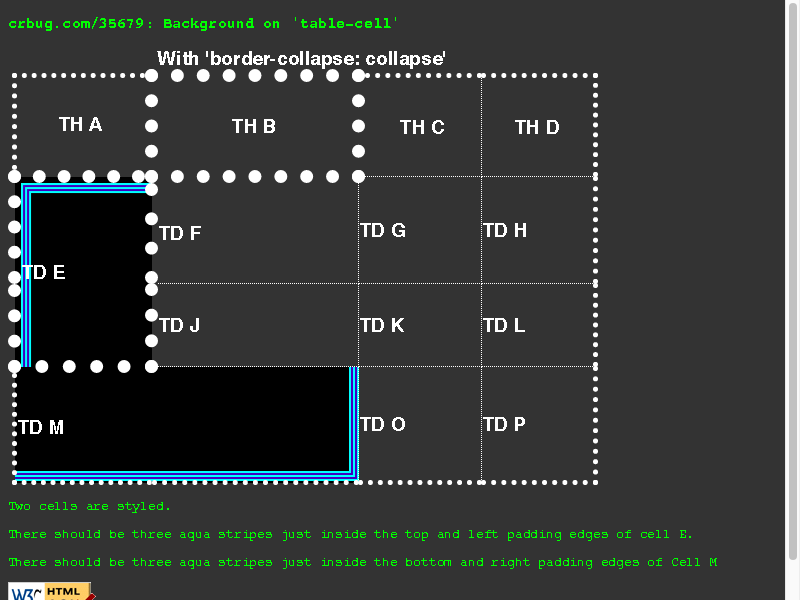 crbug.com/35679: Background on 'table-cell'
With 'border-collapse: collapse'
TH A TH B TH C TH D
TD E TD F TD G TD H
TD J TD K TD L
TD M TD O TD P
Two cells are styled.
There should be three aqua stripes just inside the top and left padding edges of cell E.
There should be three aqua stripes just inside the bottom and right padding edges of Cell M
W3C HTML